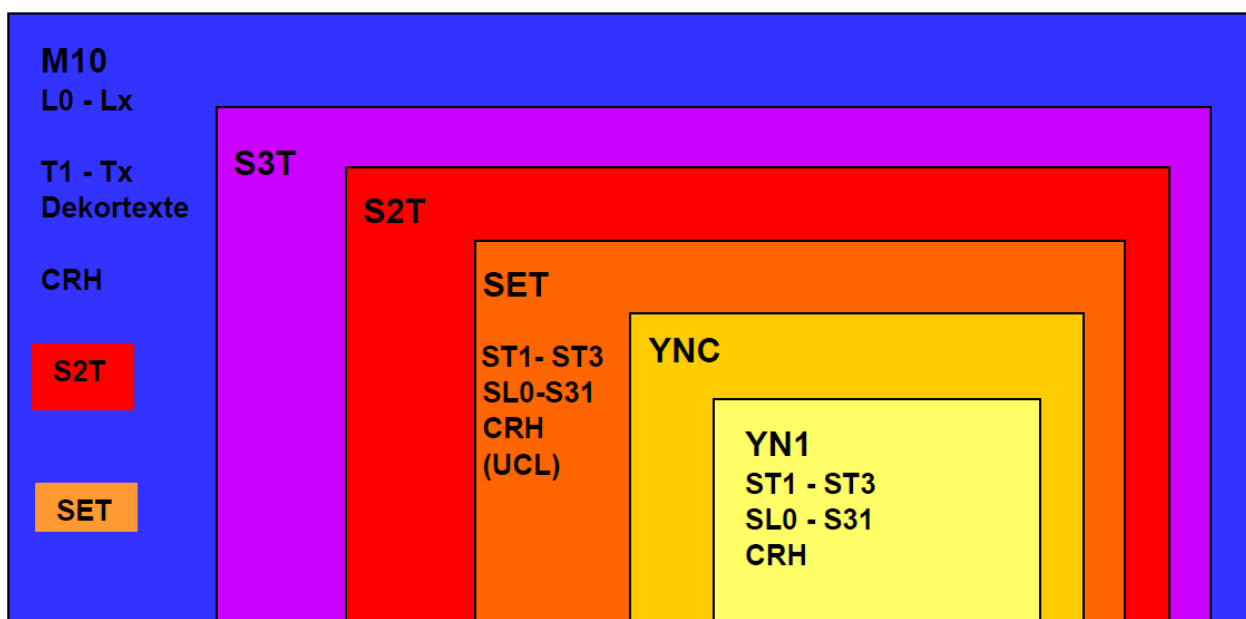 M10
L0 - Lx
T1 - Tx
Dekortexte
CRH
S2T
SET
S3T
S2T
SET
ST1- ST3
SL0-S31
CRH
(UCL)
YNC
YN1
ST1 - ST3
SL0 - S31
CRH